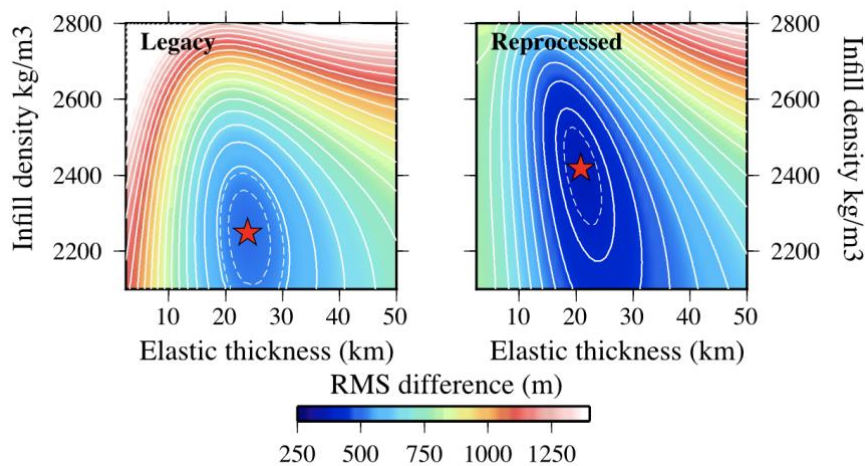 Legacy
Reprocessed
Infill density kg/m3
2800
2600
2400
2200
10 20 30 40 50
Elastic thickness (km)
2800
2600
2400
2200
Infill density kg/m3
10 20 30 40 50
Elastic thickness (km)
RMS difference (m)
250 500 750 1000 1250